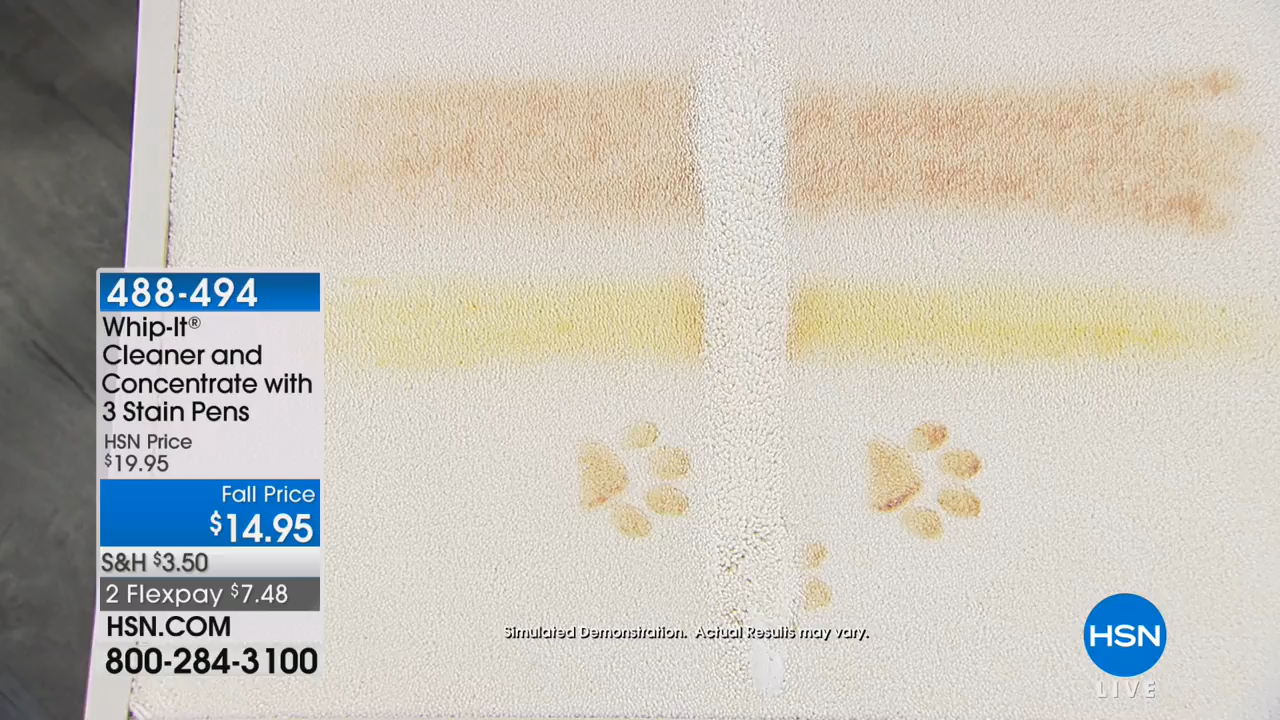 488-494
Whip-It®
Cleaner and
Concentrate with
3 Stain Pens
HSN Price
$19.95
Fall Price
$14.95
S&H $3.50
2 Flexpay $7.48
HSN.COM
800-284-3100
Simulated Demonstration. Actual Results may vary.
HSN
LIVE